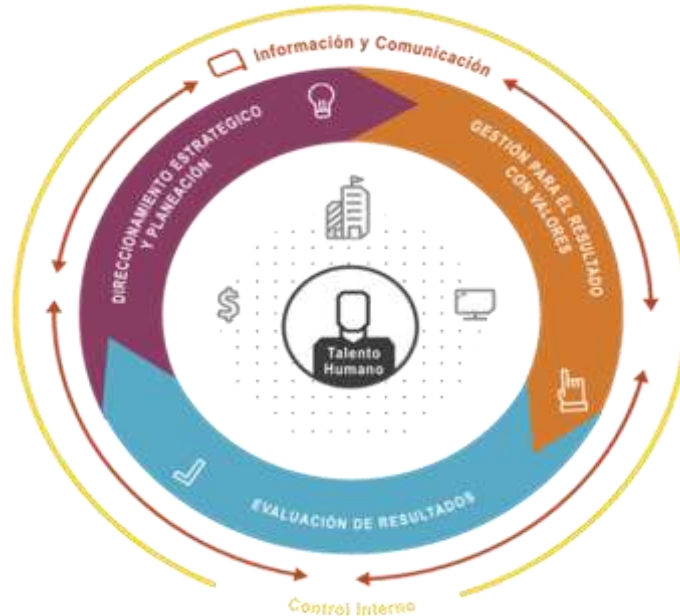 Información y Comunicación
DIRECCIONAMIENTO ESTRATEGICO
Y PLANEACIÓN
GESTIÓN PARA EL RESULTADO
CON VALORES
$
Talento
Humano
EVALUACIÓN DE RESULTADOS
Control Interno